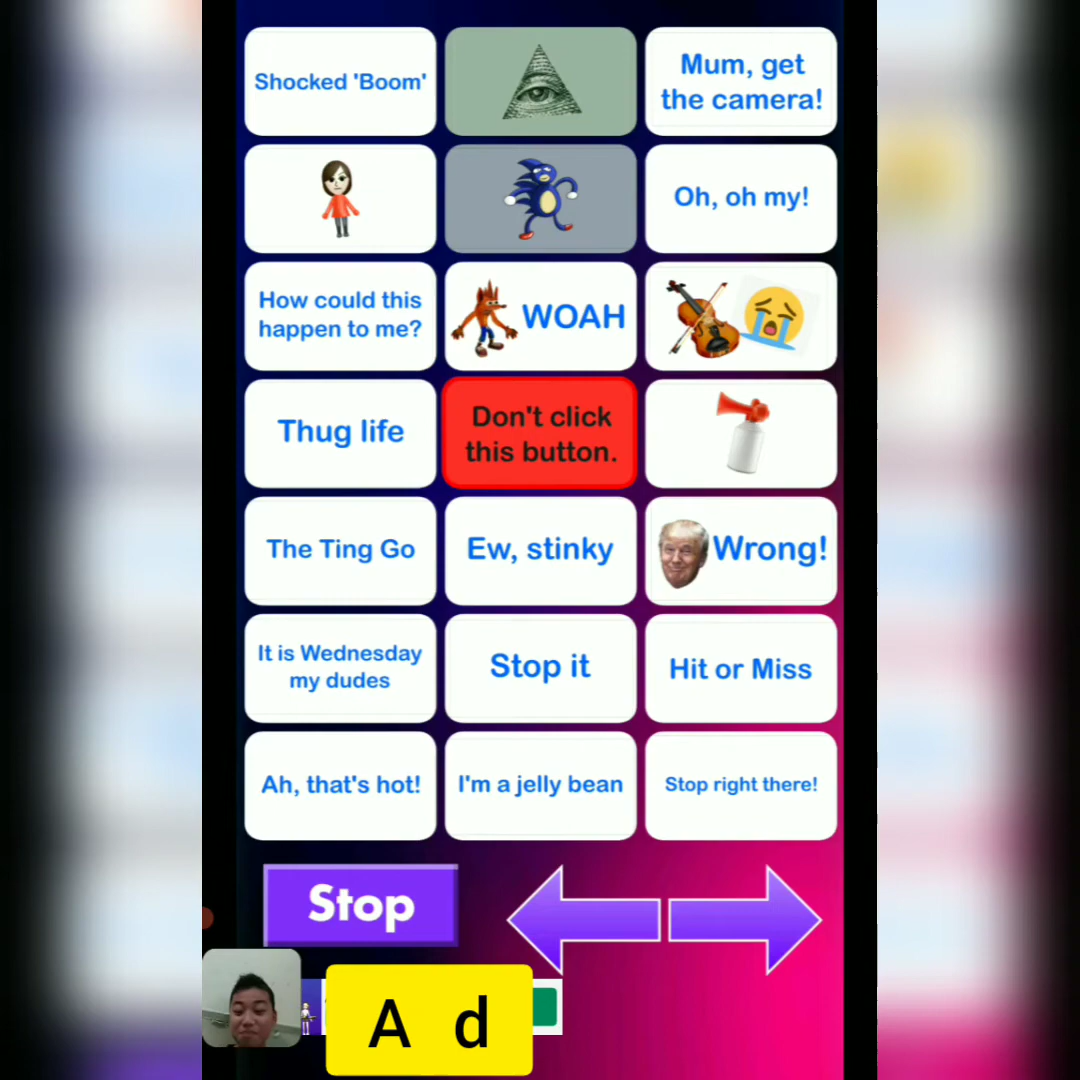 Shocked 'Boom'
Mum, get
the camera!
Oh, oh my!
How could this
happen to me?
WOAH
Thug life
Don't click
this button.
The Ting Go
Ew, stinky
Wrong!
It is Wednesday
my dudes
Stop it
Hit or Miss
Ah, that's hot!
I'm a jelly bean
Stop right there!
Stop
A d